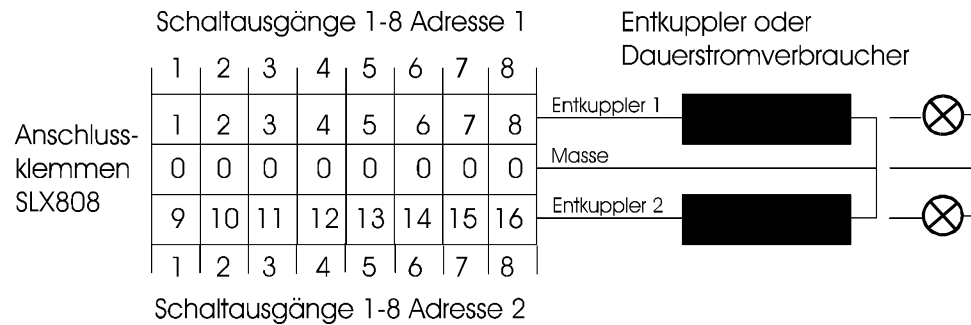 Schaltausgänge 1-8 Adresse 1
Entkuppler oder
Dauerstromverbraucher
1 2 3 4 5 6 7 8
Anschluss-
klemmen
SLX808
1 2 3 4 5 6 7 8
Entkuppler 1
0 0 0 0 0 0 0 0
Masse
9 10 11 12 13 14 15 16
Entkuppler 2
1 2 3 4 5 6 7 8
Schaltausgänge 1-8 Adresse 2